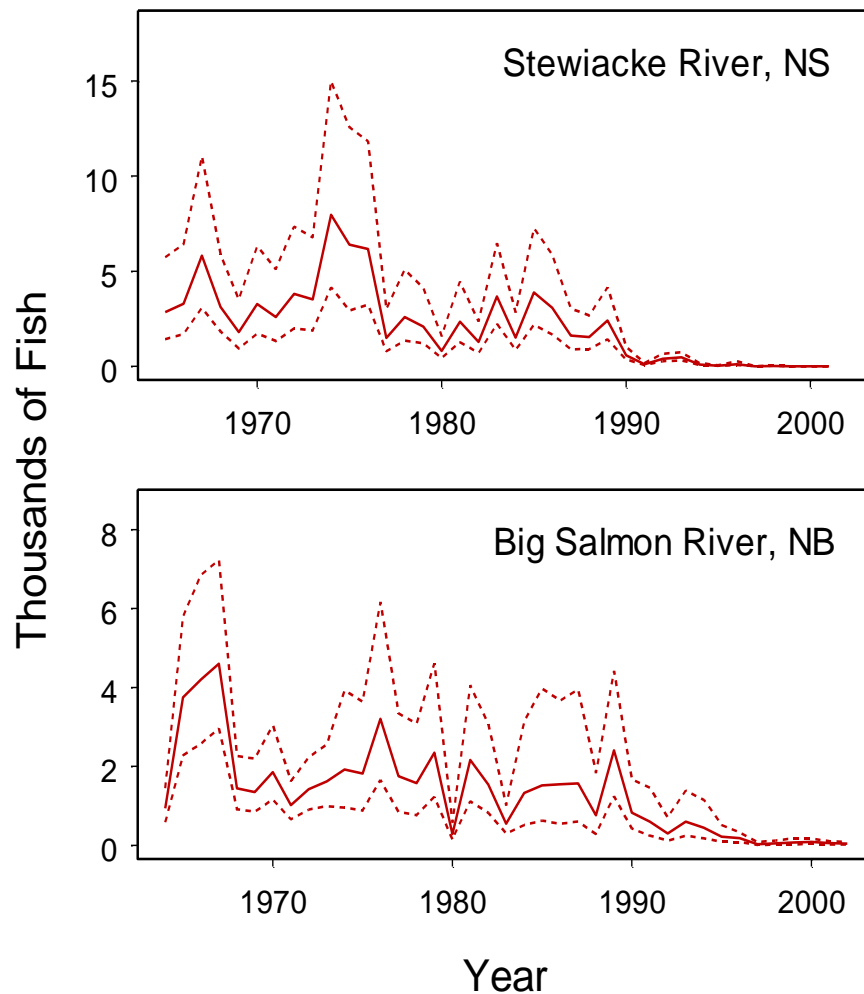 Stewiacke River, NS
15
10
5
0
1970 1980 1990 2000
Thousands of Fish
Big Salmon River, NB
8
6
4
2
0
1970 1980 1990 2000
Year